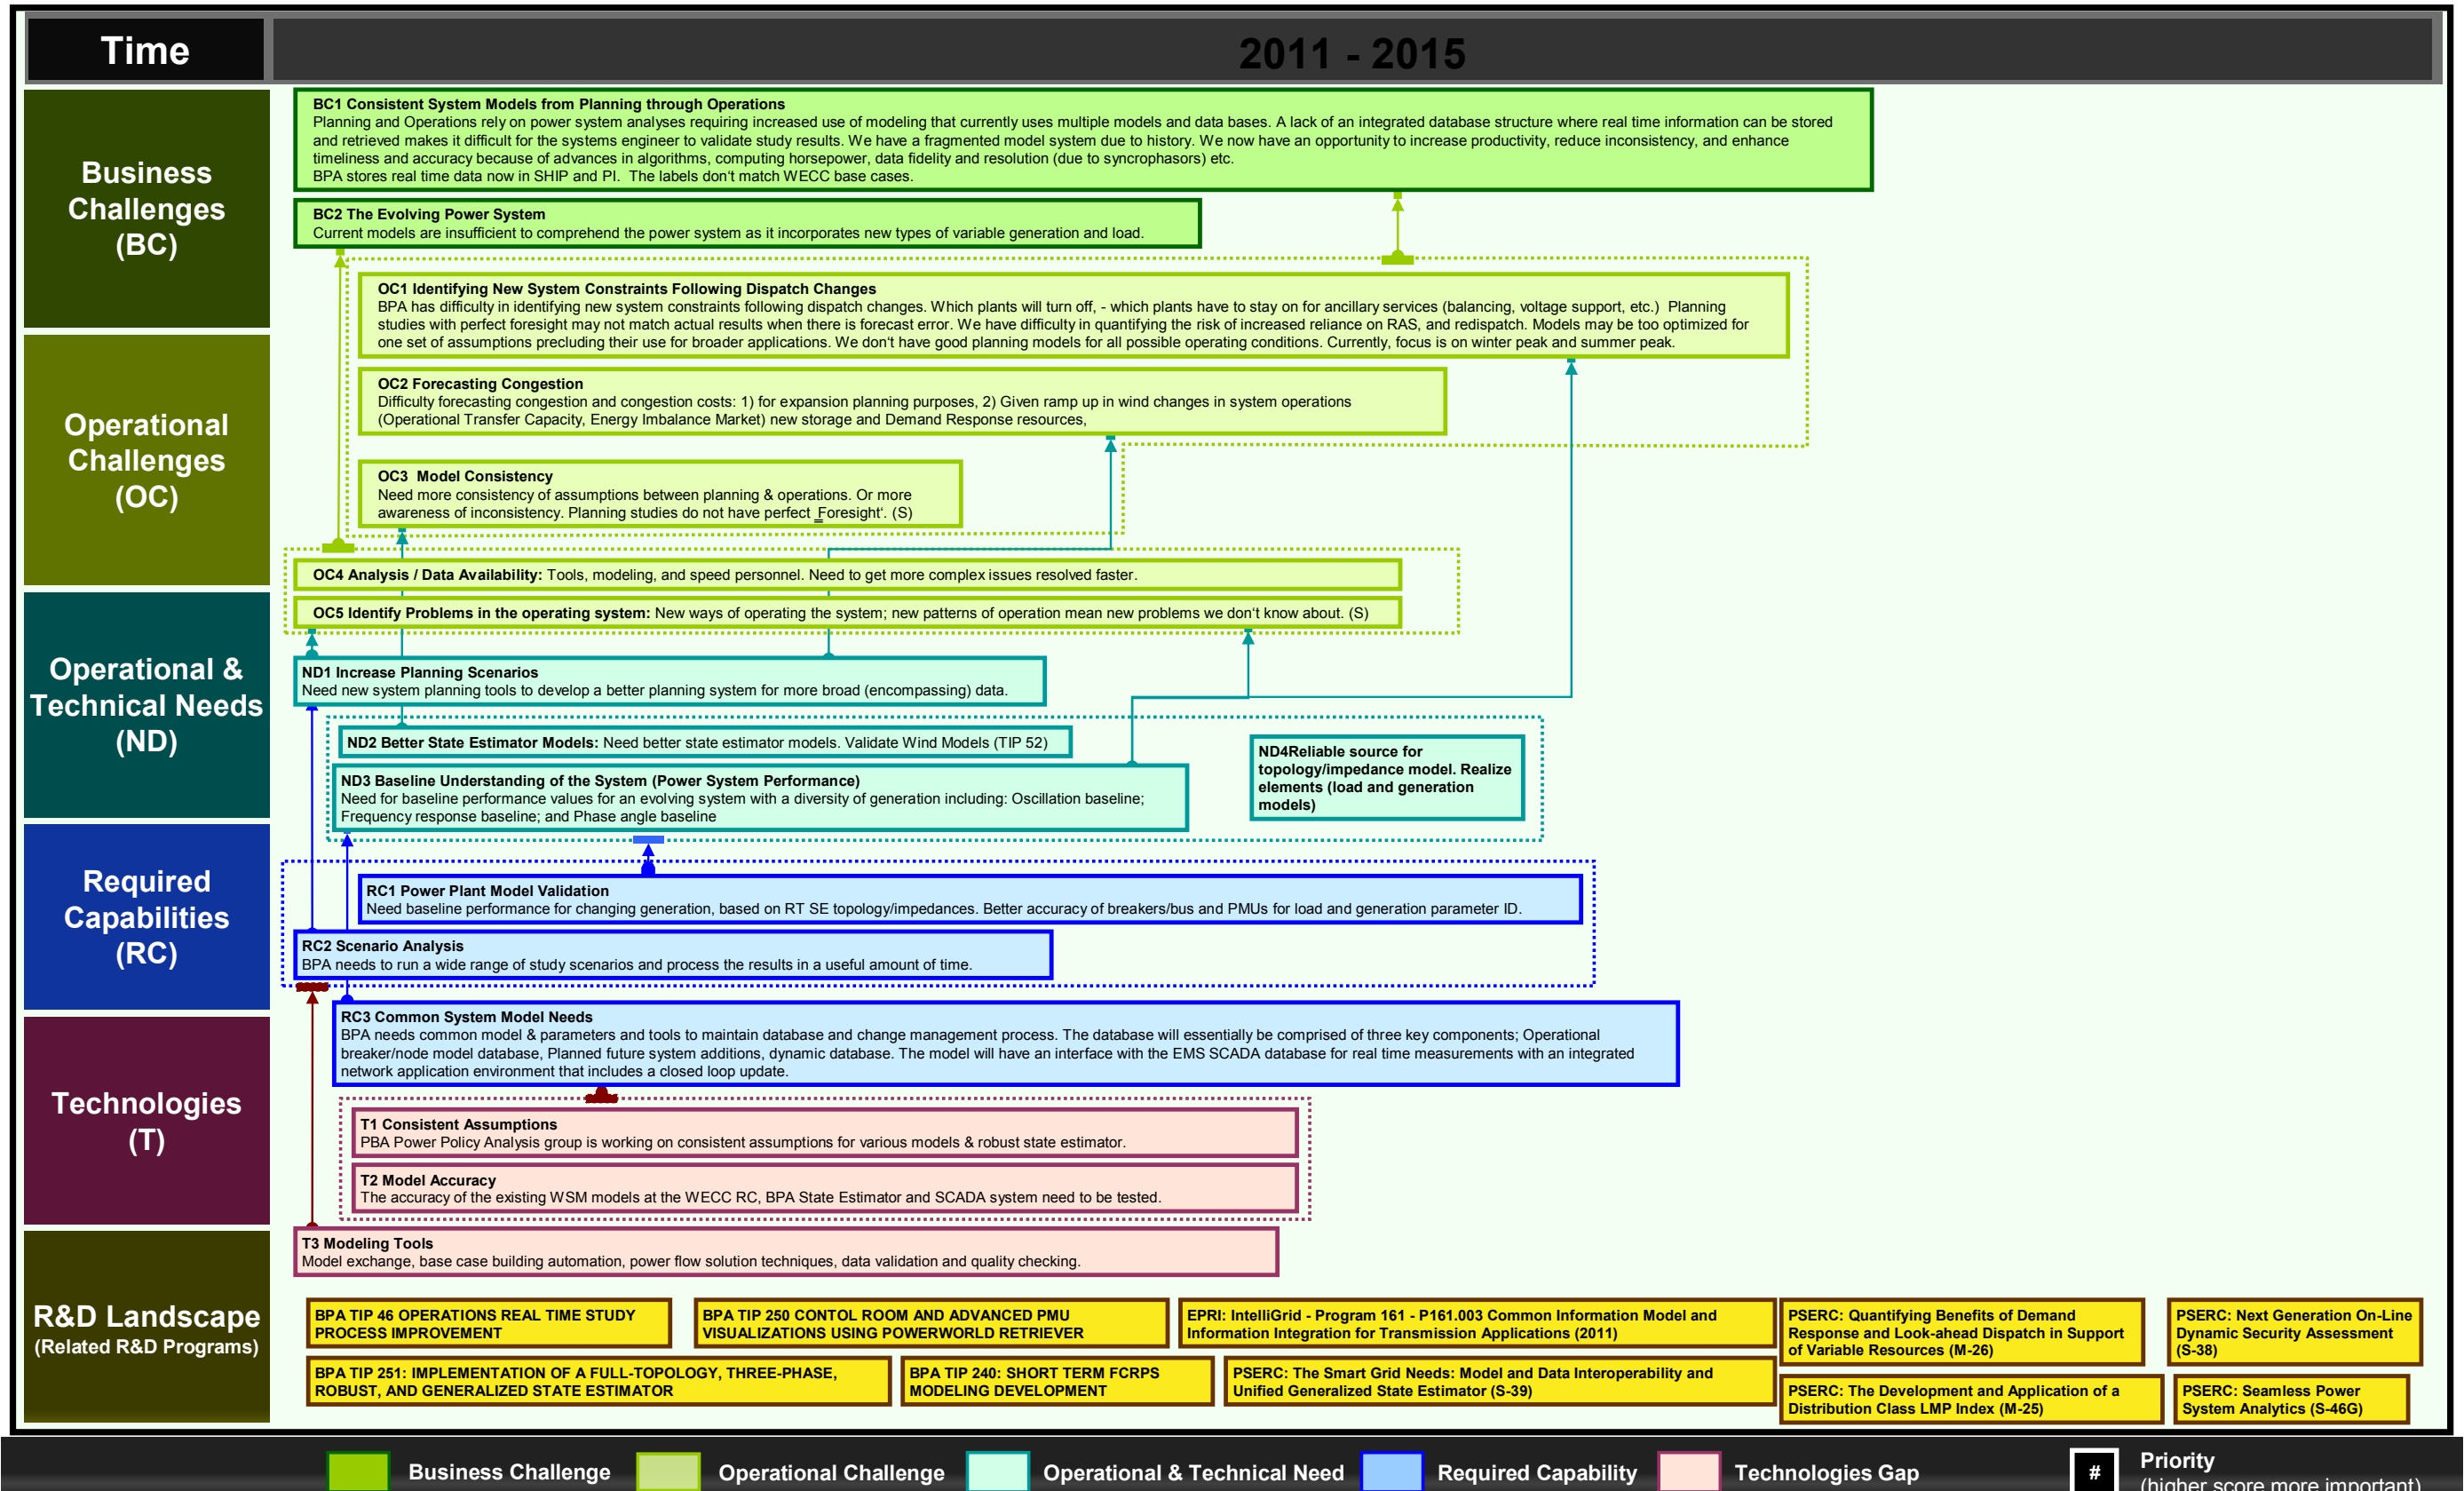 Time
2011 - 2015
Business
Challenges
(BC)
BC1 Consistent System Models from Planning through Operations
Planning and Operations rely on power system analyses requiring increased use of modeling that currently uses multiple models and data bases. A lack of an integrated database structure where real time information can be stored
and retrieved makes it difficult for the systems engineer to validate study results. We have a fragmented model system due to history. We now have an opportunity to increase productivity, reduce inconsistency, and enhance
timeliness and accuracy because of advances in algorithms, computing horsepower, data fidelity and resolution (due to syncrophasors) etc.
BPA stores real time data now in SHIP and PI.  The labels don't match WECC base cases.
BC2 The Evolving Power System
Current models are insufficient to comprehend the power system as it incorporates new types of variable generation and load.
Operational
Challenges
(OC)
OC1 Identifying New System Constraints Following Dispatch Changes
BPA has difficulty in identifying new system constraints following dispatch changes. Which plants will turn off, - which plants have to stay on for ancillary services (balancing, voltage support, etc.)  Planning
studies with perfect foresight may not match actual results when there is forecast error. We have difficulty in quantifying the risk of increased reliance on RAS, and redispatch. Models may be too optimized for
one set of assumptions precluding their use for broader applications. We don't have good planning models for all possible operating conditions. Currently, focus is on winter peak and summer peak.
OC2 Forecasting Congestion
Difficulty forecasting congestion and congestion costs: 1) for expansion planning purposes, 2) Given ramp up in wind changes in system operations
(Operational Transfer Capacity, Energy Imbalance Market) new storage and Demand Response resources,
OC3  Model Consistency
Need more consistency of assumptions between planning & operations. Or more
awareness of inconsistency. Planning studies do not have perfect ‗Foresight'. (S)
OC4 Analysis / Data Availability: Tools, modeling, and speed personnel. Need to get more complex issues resolved faster.
OC5 Identify Problems in the operating system: New ways of operating the system; new patterns of operation mean new problems we don't know about. (S)
Operational &
Technical Needs
(ND)
ND1 Increase Planning Scenarios
Need new system planning tools to develop a better planning system for more broad (encompassing) data.
ND2 Better State Estimator Models: Need better state estimator models. Validate Wind Models (TIP 52)
ND3 Baseline Understanding of the System (Power System Performance)
Need for baseline performance values for an evolving system with a diversity of generation including: Oscillation baseline;
Frequency response baseline; and Phase angle baseline
ND4Reliable source for
topology/impedance model. Realize
elements (load and generation
models)
Required
Capabilities
(RC)
RC1 Power Plant Model Validation
Need baseline performance for changing generation, based on RT SE topology/impedances. Better accuracy of breakers/bus and PMUs for load and generation parameter ID.
RC2 Scenario Analysis
BPA needs to run a wide range of study scenarios and process the results in a useful amount of time.
RC3 Common System Model Needs
BPA needs common model & parameters and tools to maintain database and change management process. The database will essentially be comprised of three key components; Operational
breaker/node model database, Planned future system additions, dynamic database. The model will have an interface with the EMS SCADA database for real time measurements with an integrated
network application environment that includes a closed loop update.
Technologies
(T)
T1 Consistent Assumptions
PBA Power Policy Analysis group is working on consistent assumptions for various models & robust state estimator.
T2 Model Accuracy
The accuracy of the existing WSM models at the WECC RC, BPA State Estimator and SCADA system need to be tested.
T3 Modeling Tools
Model exchange, base case building automation, power flow solution techniques, data validation and quality checking.
R&D Landscape
(Related R&D Programs)
BPA TIP 46 OPERATIONS REAL TIME STUDY
PROCESS IMPROVEMENT
BPA TIP 250 CONTOL ROOM AND ADVANCED PMU
VISUALIZATIONS USING POWERWORLD RETRIEVER
EPRI: IntelliGrid - Program 161 - P161.003 Common Information Model and
Information Integration for Transmission Applications (2011)
PSERC: Quantifying Benefits of Demand
Response and Look-ahead Dispatch in Support
of Variable Resources (M-26)
PSERC: Next Generation On-Line
Dynamic Security Assessment
(S-38)
BPA TIP 251: IMPLEMENTATION OF A FULL-TOPOLOGY, THREE-PHASE,
ROBUST, AND GENERALIZED STATE ESTIMATOR
BPA TIP 240: SHORT TERM FCRPS
MODELING DEVELOPMENT
PSERC: The Smart Grid Needs: Model and Data Interoperability and
Unified Generalized State Estimator (S-39)
PSERC: The Development and Application of a
Distribution Class LMP Index (M-25)
PSERC: Seamless Power
System Analytics (S-46G)
Business Challenge
Operational Challenge
Operational & Technical Need
Required Capability
Technologies Gap
#
Priority
(higher score more important)